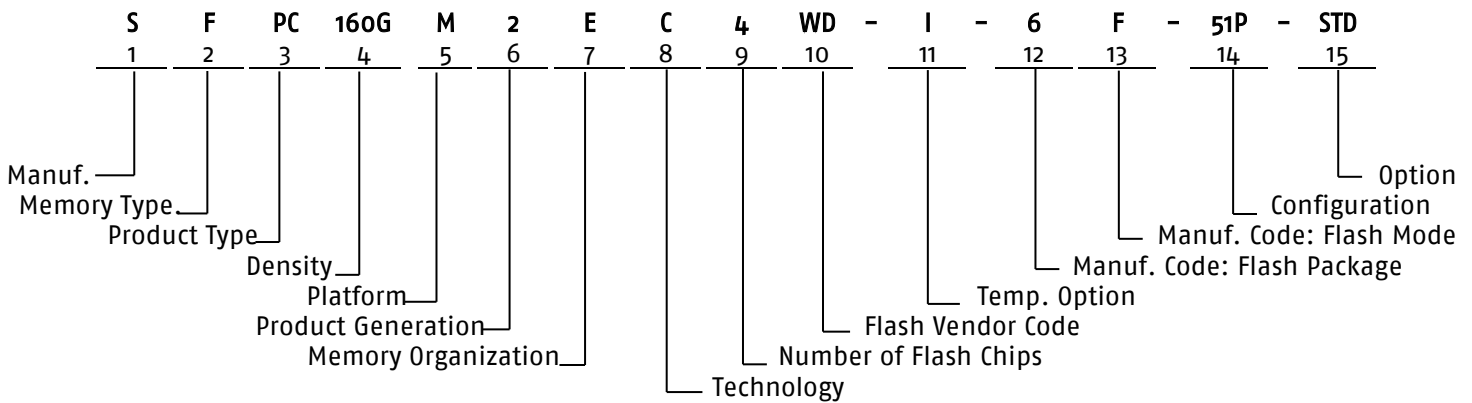 S F PC 160G M 2 E C 4 WD - I - 6 F - 51P - STD
1 2 3 4 5 6 7 8 9 10 11 12 13 14 15
Manuf. Option
Memory Type. Configuration
Product Type Manuf. Code: Flash Mode
Density Manuf. Code: Flash Package
Platform Temp. Option
Product Generation Flash Vendor Code
Memory Organization Number of Flash Chips
Technology